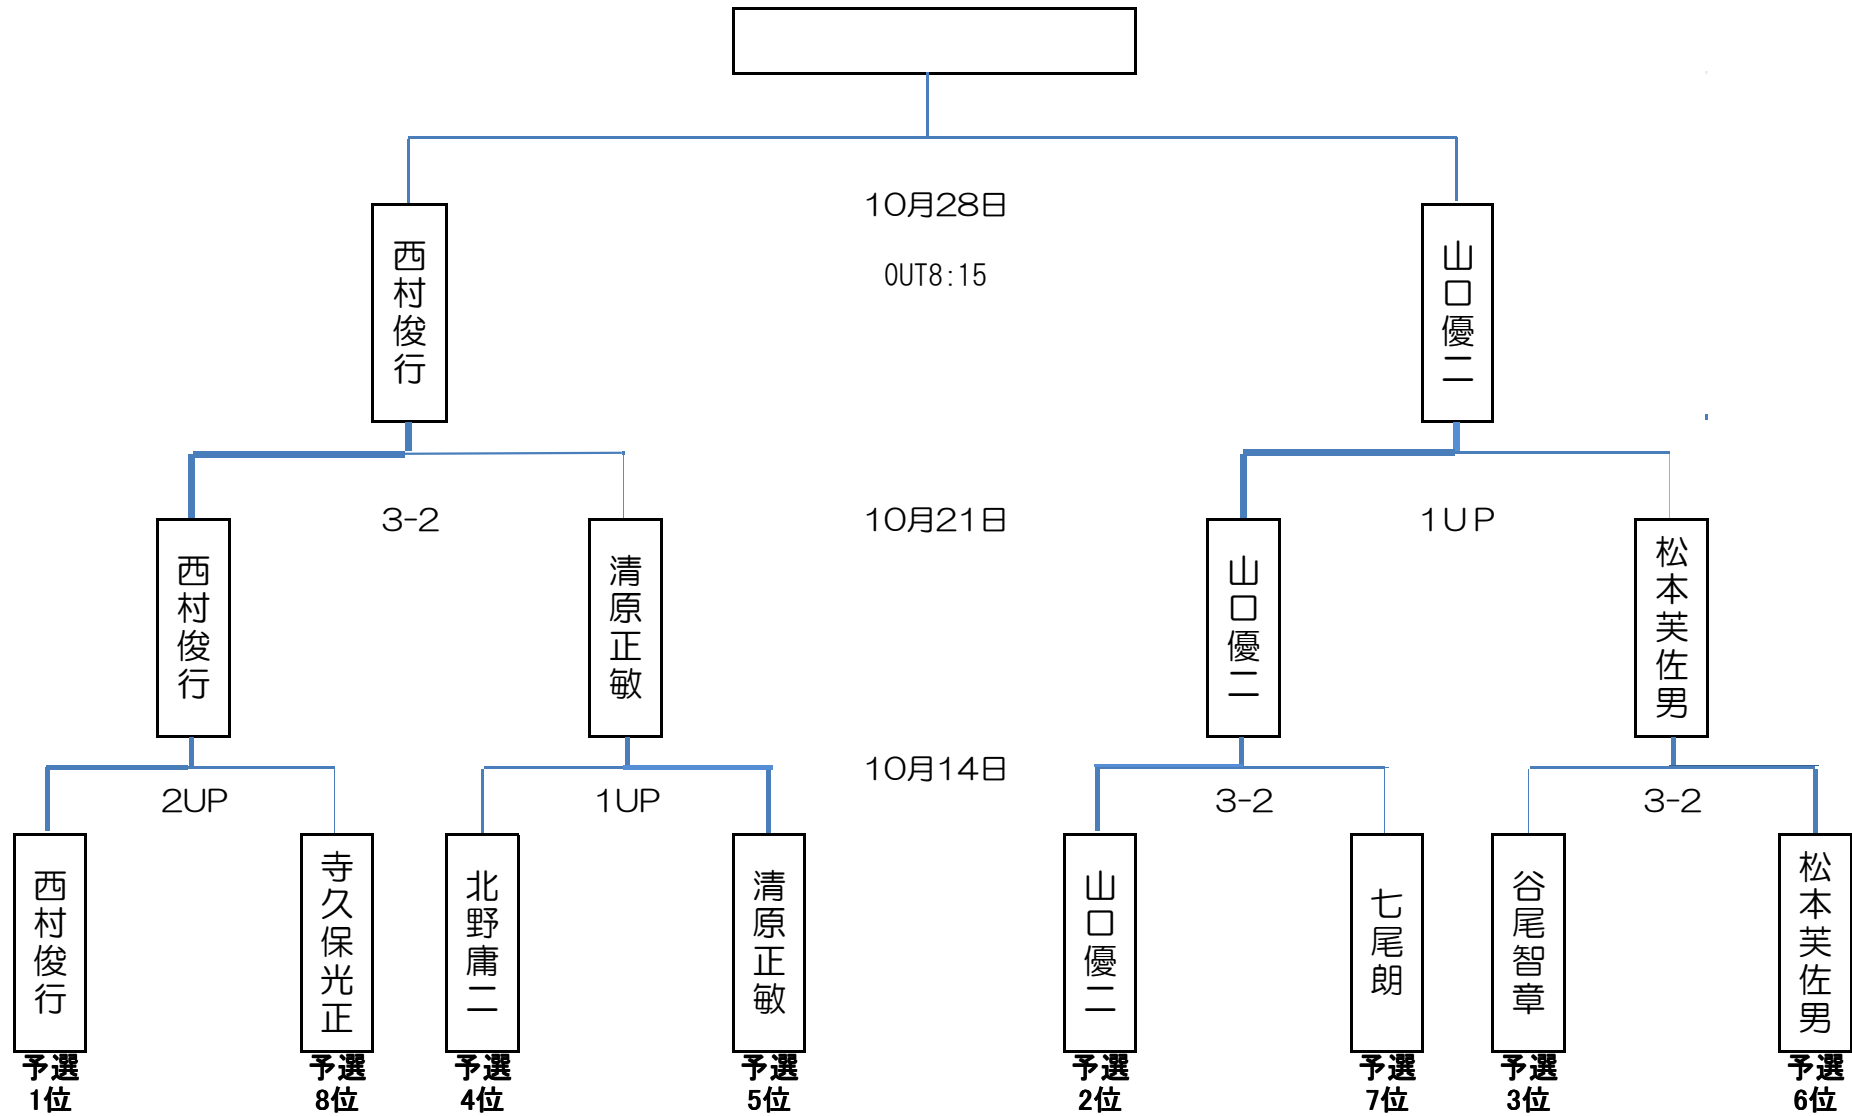 10月28日
OUT8:15
西村俊行
山口優二
3-2
10月21日
1UP
西村俊行
清原正敏
山口優二
松本芙佐男
10月14日
2UP
1UP
3-2
3-2
西村俊行
寺久保光正
北野庸二
清原正敏
山口優二
七尾朗
谷尾智章
松本芙佐男
予選
1位
予選
8位
予選
4位
予選
5位
予選
2位
予選
7位
予選
3位
予選
6位